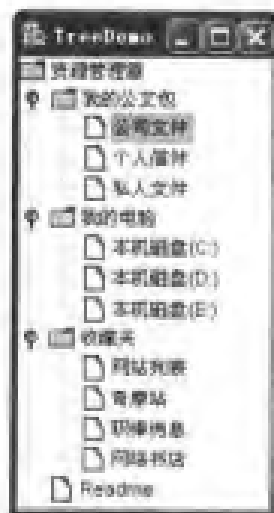 TreeDemo
资源管理器
我的公文包
公司文件
个人信件
私人文件
我的电脑
本机磁盘(C:)
本机磁盘(D:)
本机磁盘(E:)
收藏夹
网站列表
奇摩站
职棒信息
网络书店
Readme